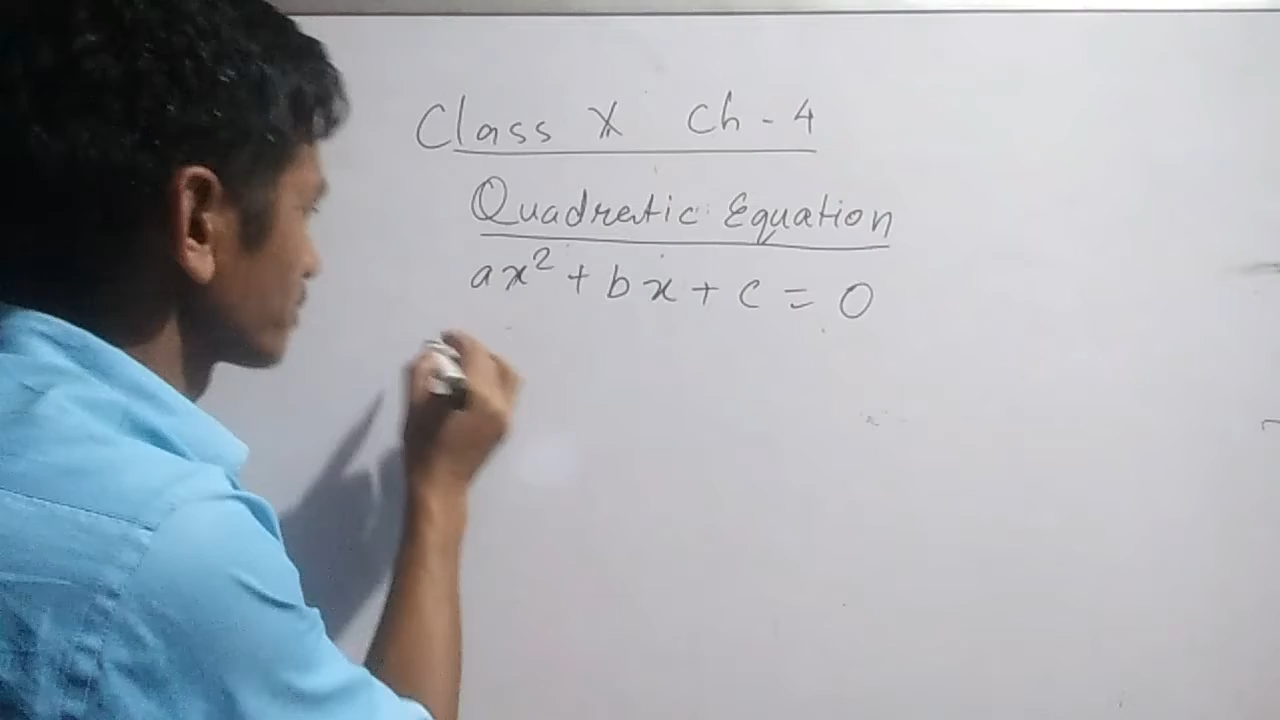 Class X Ch - 4
Quadratic Equation
ax² + bx + c = 0